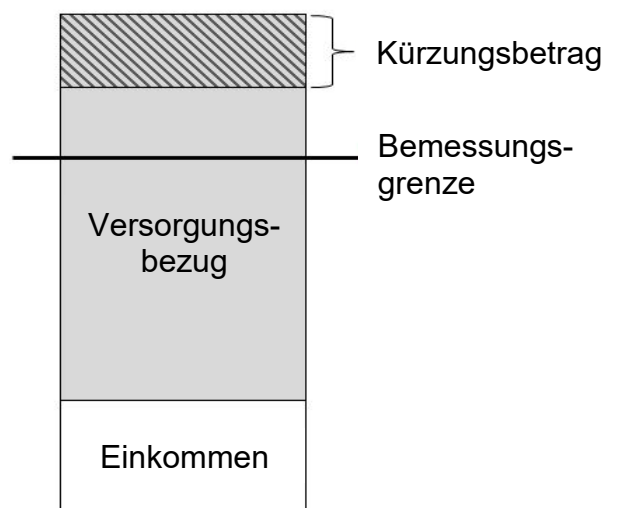 Kürzungsbetrag
Bemessungs-
grenze
Versorgungs-
bezug
Einkommen